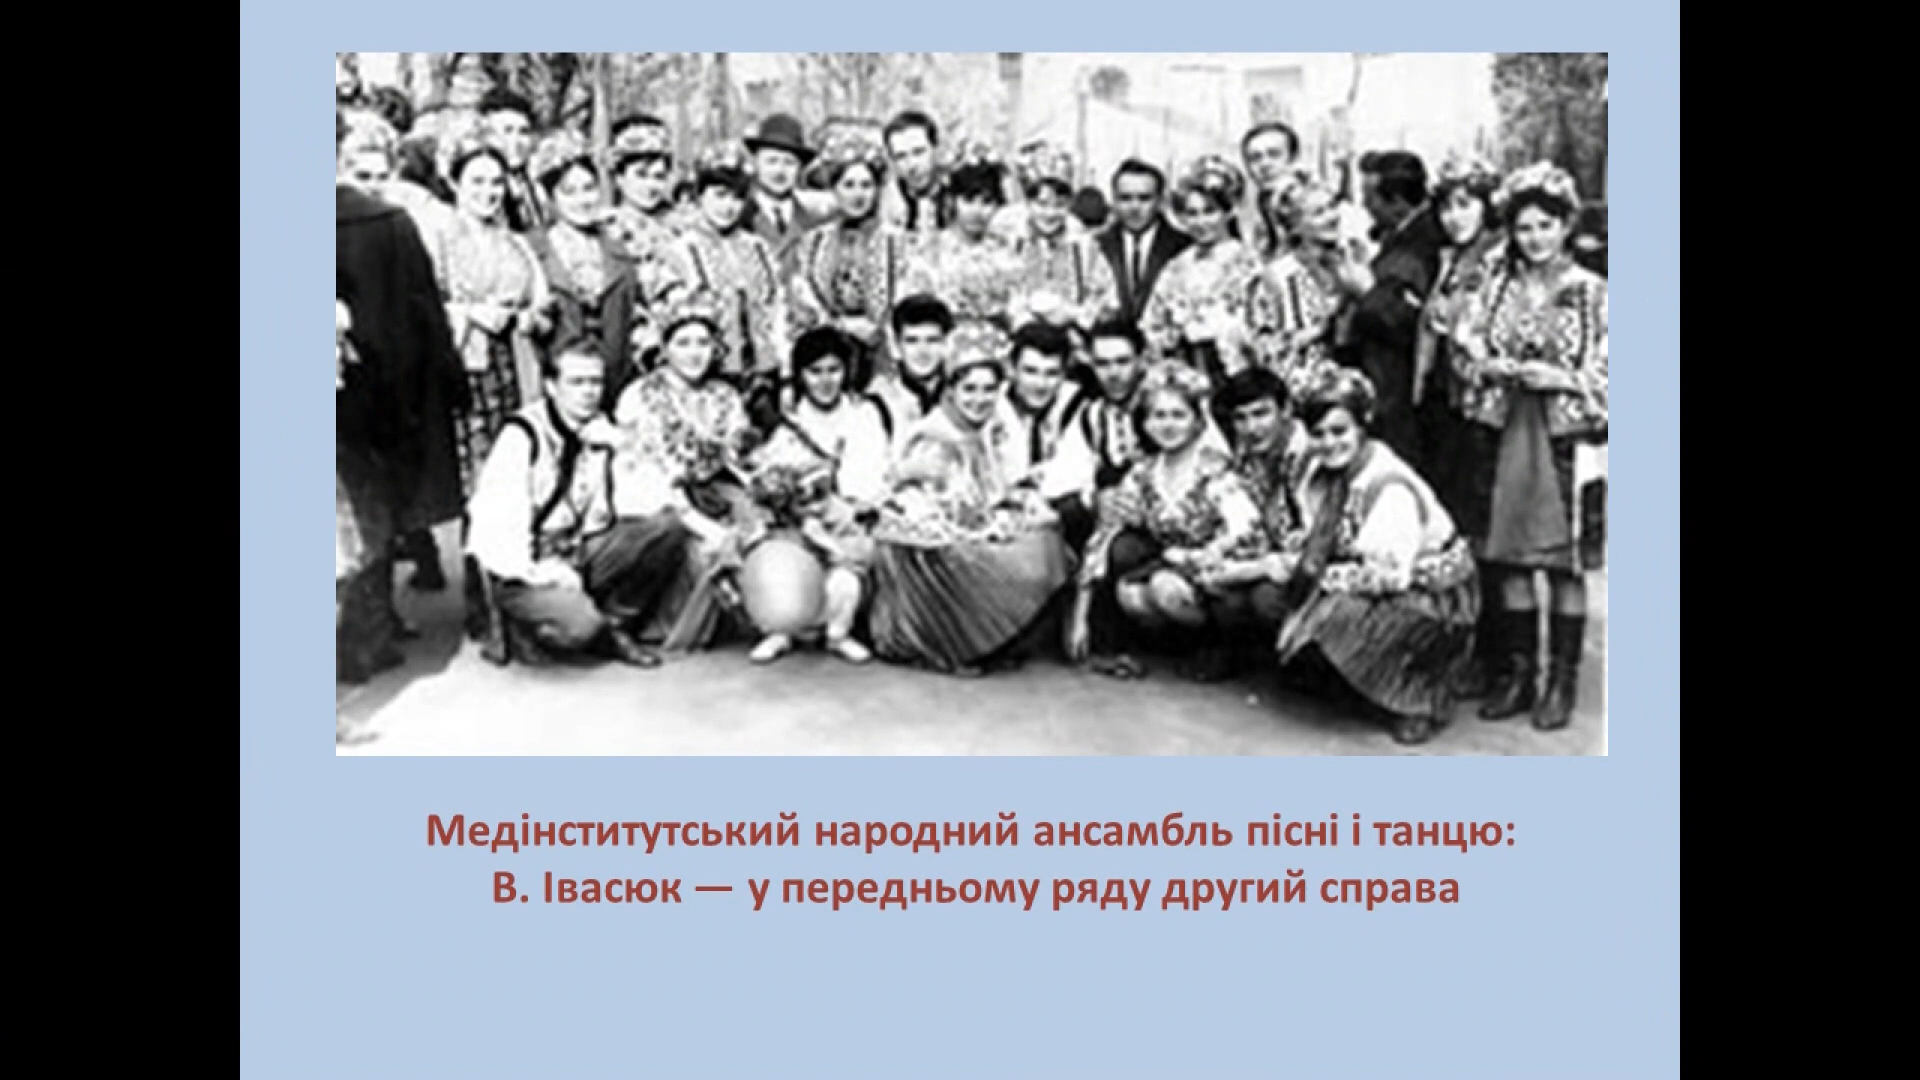 Медінститутський народний ансамбль пісні і танцю:
В. Івасюк — у передньому ряду другий справа